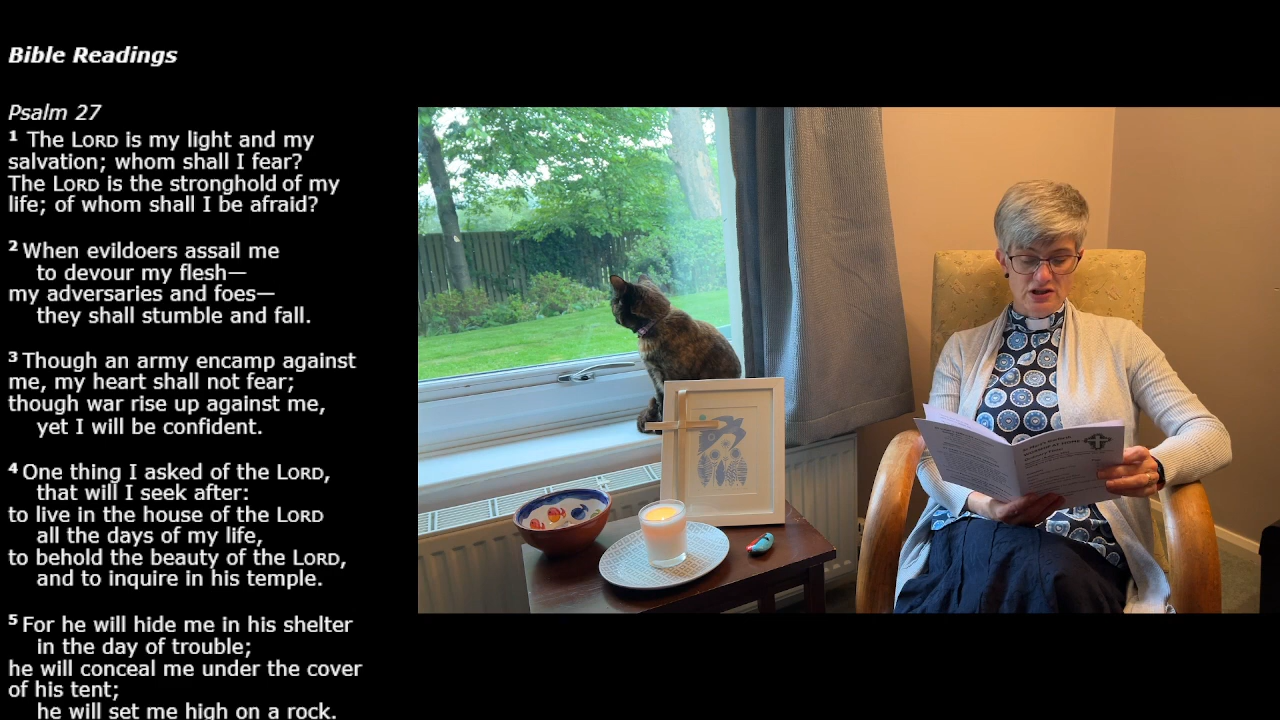 Bible Readings
Psalm 27
1 The LORD is my light and my
salvation; whom shall I fear?
The LORD is the stronghold of my
life; of whom shall I be afraid?
2 When evildoers assail me
to devour my flesh—
my adversaries and foes—
they shall stumble and fall.
3 Though an army encamp against
me, my heart shall not fear;
though war rise up against me,
yet I will be confident.
4 One thing I asked of the LORD,
that will I seek after:
to live in the house of the LORD
all the days of my life,
to behold the beauty of the LORD,
and to inquire in his temple.
5 For he will hide me in his shelter
in the day of trouble;
he will conceal me under the cover
of his tent;
he will set me high on a rock.